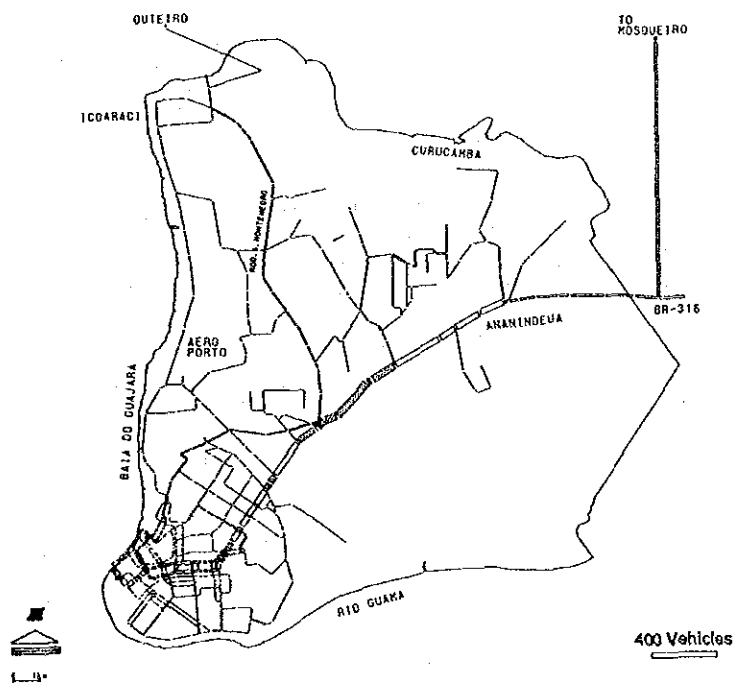 OUTEIRO
TO
MOSQUEIRO
ICOARACI
CURUCAMBA
ROD. A. MONTENEGRO
BR-316
ANANINDEUA
AERO
PORTO
BAIA DO GUAJARA
RIO GUAMA
400 Vehicles